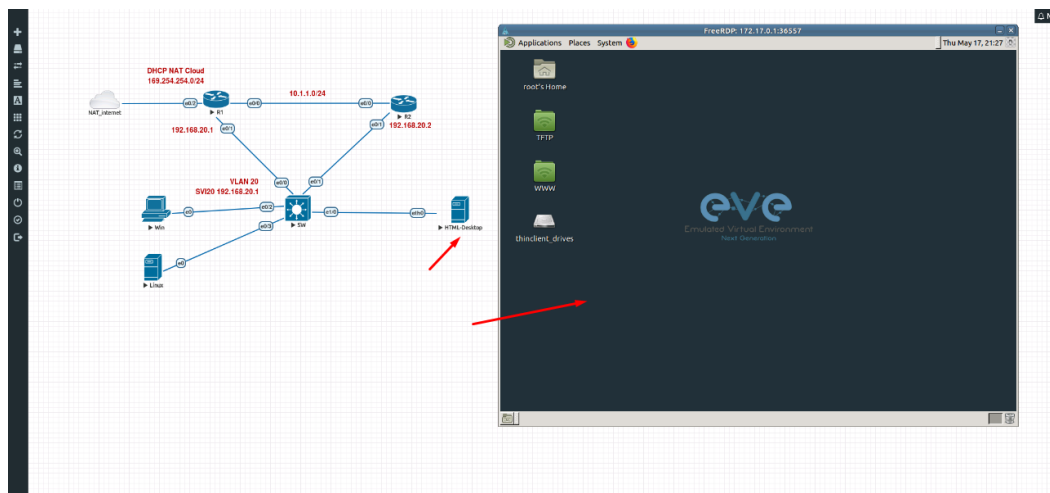 FreeRDP: 172.17.0.1:36557
Applications Places System
Thu May 17, 21:27
DHCP NAT Cloud
169.254.254.0/24
10.1.1.0/24
NAT_internet
e0/2
R1
e0/0
e0/0
R2
192.168.20.1
e0/1
e0/1
192.168.20.2
VLAN 20
SVI20 192.168.20.1
e0/0
e0/1
Win
e0
e0/2
SW
e1/0
eth0
HTML-Desktop
e0/3
e0
Linux
root's Home
TFTP
WWW
thinclient_drives
eve
Emulated Virtual Environment
Next Generation